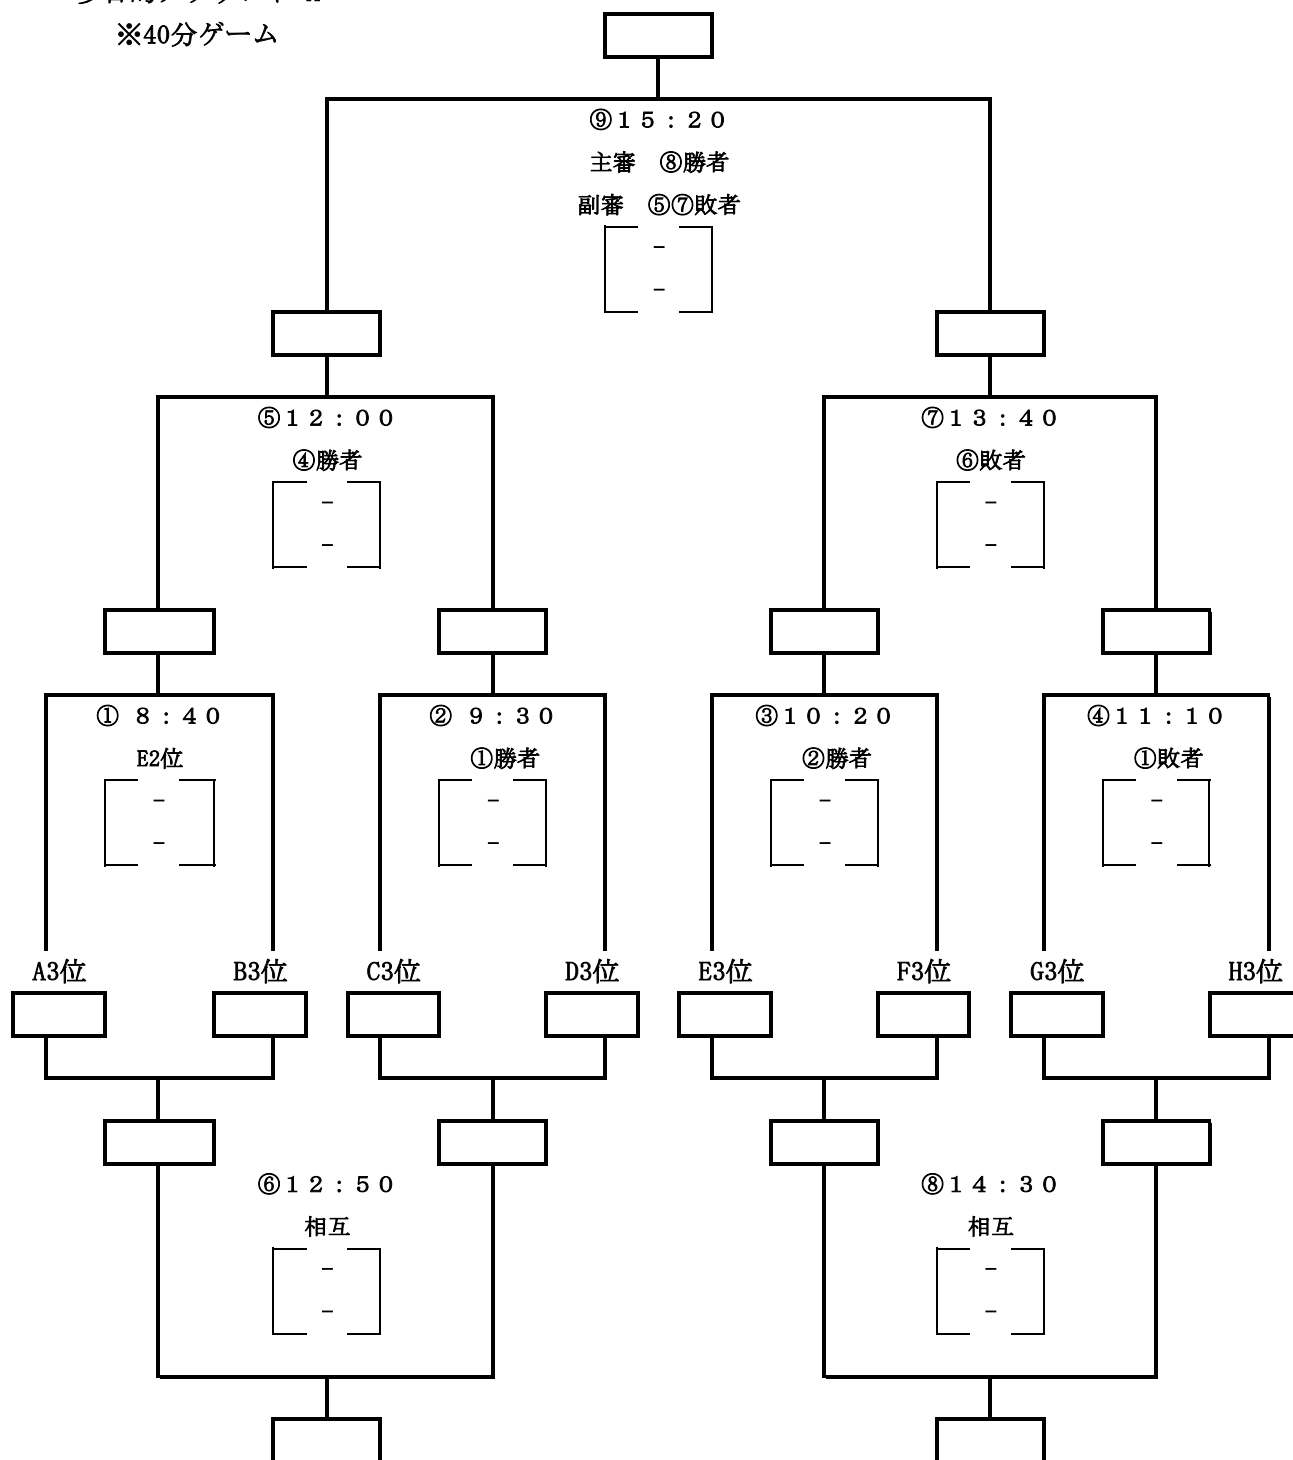 ※40分ゲーム
⑨15：20
主審　⑧勝者
副審　⑤⑦敗者
-
-
⑤12：00
⑦13：40
④勝者
⑥敗者
-
-
-
-
① 8：40
② 9：30
③10：20
④11：10
E2位
①勝者
②勝者
①敗者
-
-
-
-
-
-
-
-
A3位
B3位
C3位
D3位
E3位
F3位
G3位
H3位
⑥12：50
⑧14：30
相互
相互
-
-
-
-